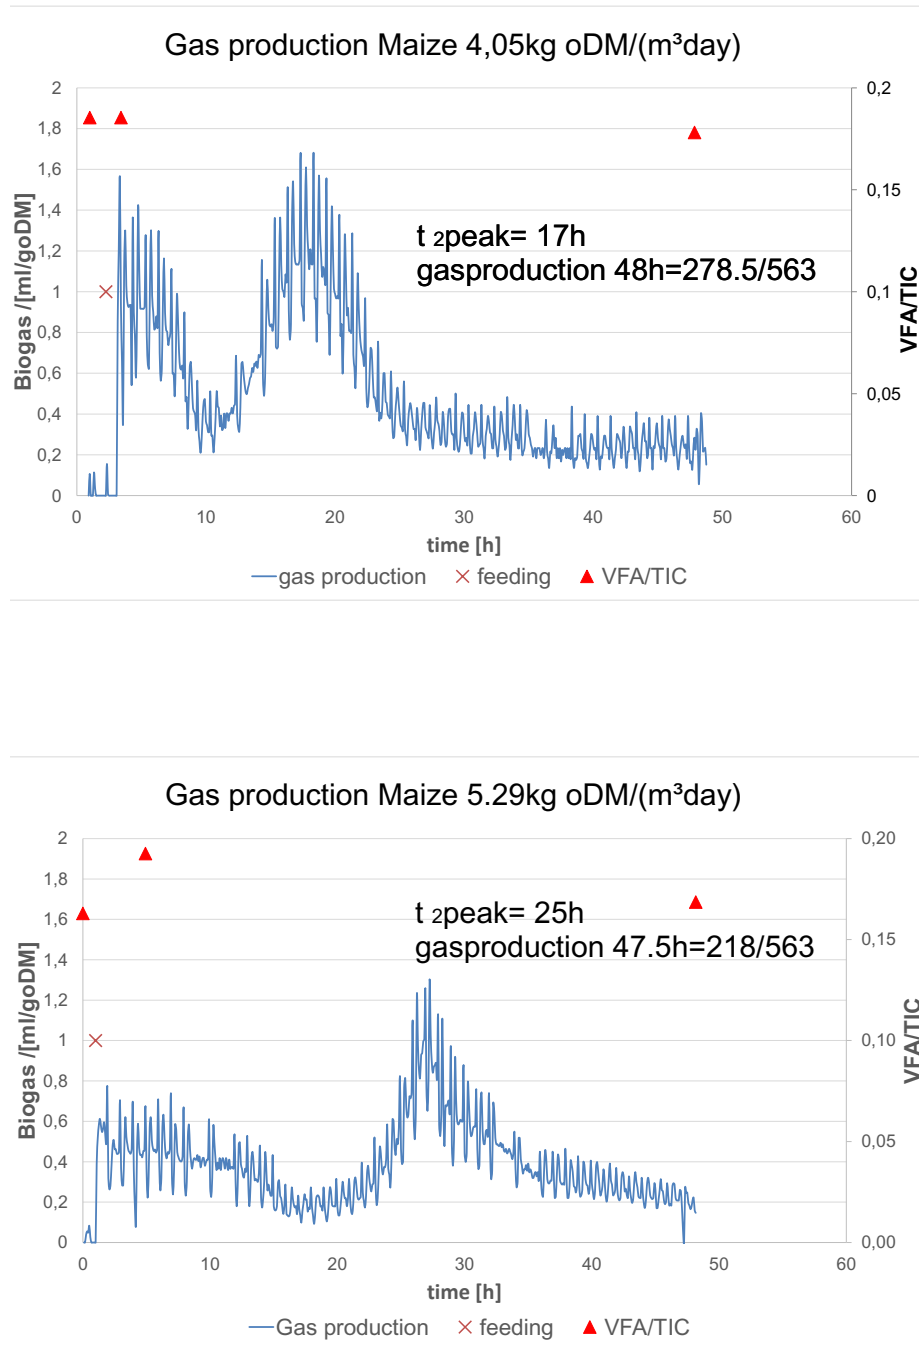 Gas production Maize 4,05kg oDM/(m³day)
2
1,8
1,6
1,4
1,2
1
0,8
0,6
0,4
0,2
0
Biogas /[ml/goDM]
0,2
0,15
0,10
0,05
0
VFA/TIC
t 2peak= 17h
gasproduction 48h=278.5/563
0 10 20 30 40 50 60
time [h]
gas production feeding VFA/TIC
Gas production Maize 5.29kg oDM/(m³day)
2
1,8
1,6
1,4
1,2
1
0,8
0,6
0,4
0,2
0
Biogas /[ml/goDM]
0,20
0,15
0,10
0,05
0,00
VFA/TIC
t 2peak= 25h
gasproduction 47.5h=218/563
0 10 20 30 40 50 60
time [h]
Gas production feeding VFA/TIC